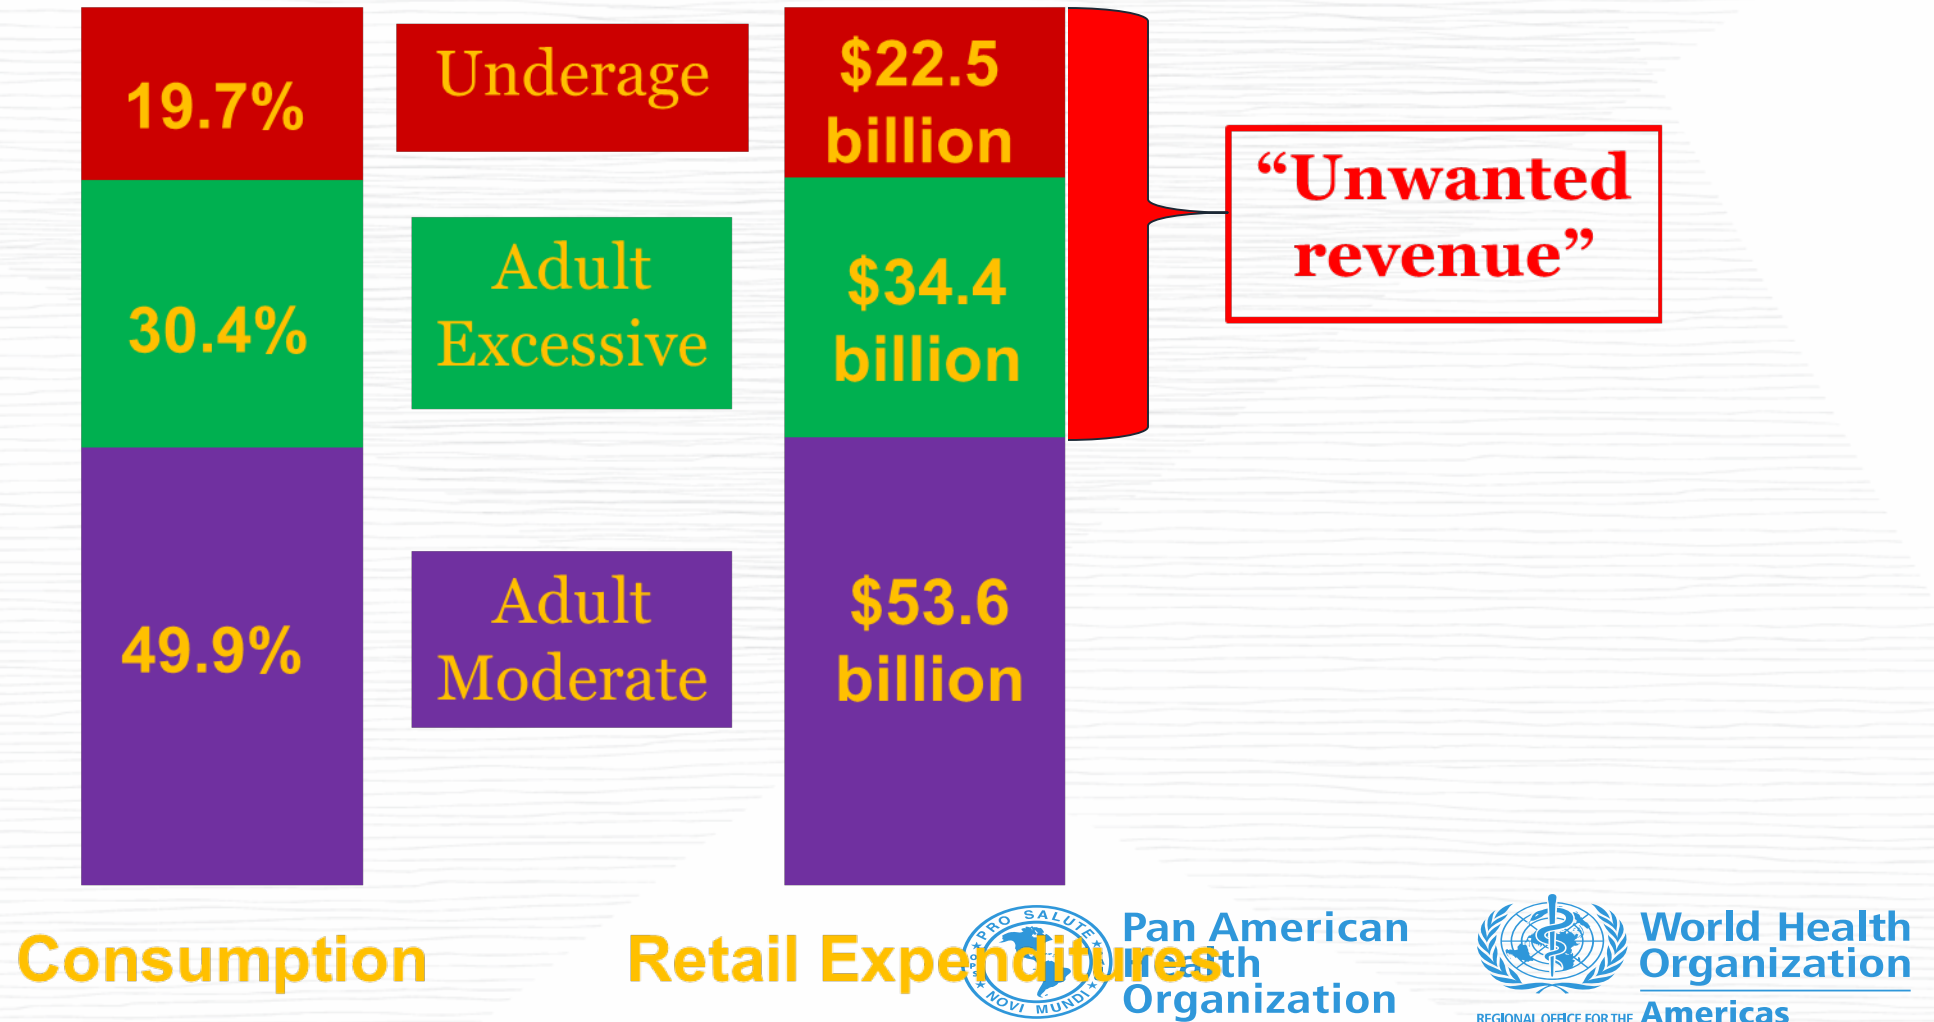 19.7%
Underage
$22.5
billion
30.4%
Adult
Excessive
$34.4
billion
“Unwanted
revenue”
49.9%
Adult
Moderate
$53.6
billion
Consumption
Retail Expenditures
PRO SALUTE
NOVI MUNDI
Pan American
Health
Organization
World Health
Organization
REGIONAL OFFICE FOR THE Americas